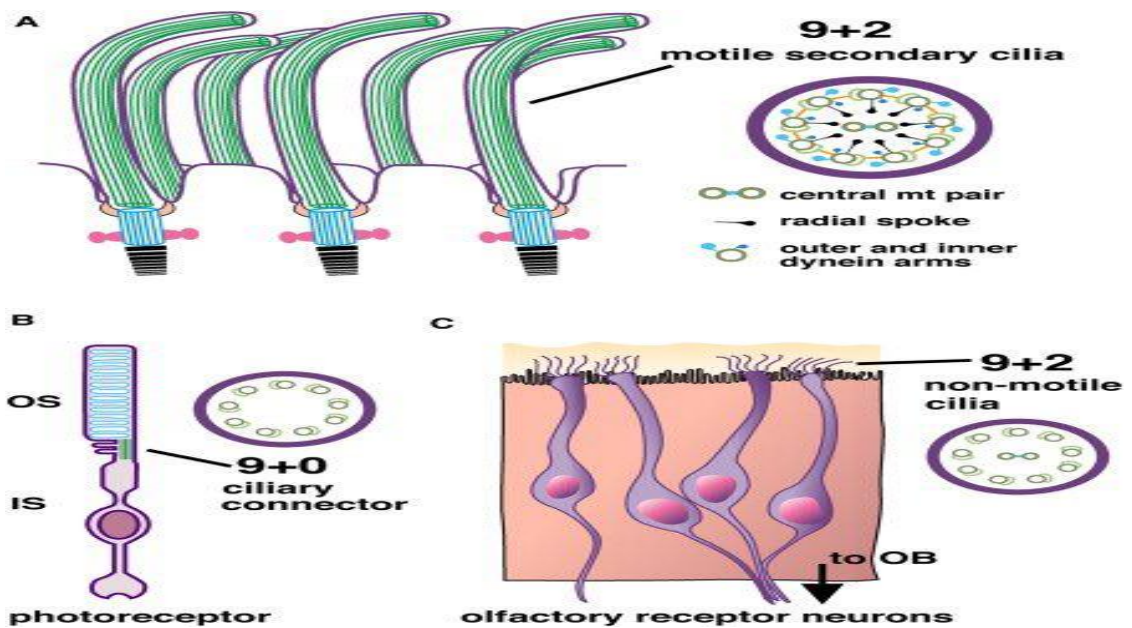 A
9+2
motile secondary cilia
central mt pair
radial spoke
outer and inner
dynein arms
B
OS
IS
9+0
ciliary
connector
photoreceptor
C
9+2
non-motile
cilia
to OB
olfactory receptor neurons